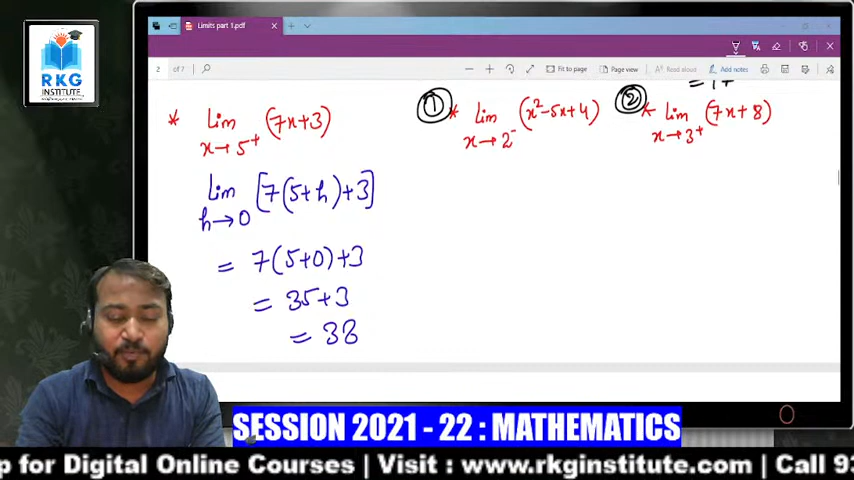 Limits part 1.pdf
2 of 7
Fit to page
Page view
Read aloud
Add notes
RKG
INSTITUTE
* lim x→5⁺ (7x+3)
lim h→0 [7(5+h)+3]
= 7(5+0)+3
= 35+3
= 38
① * lim x→2⁻ (x²-5x+4)
② * lim x→3⁺ (7x+8)
SESSION 2021 - 22 : MATHEMATICS
p for Digital Online Courses | Visit : www.rkginstitute.com | Call 93